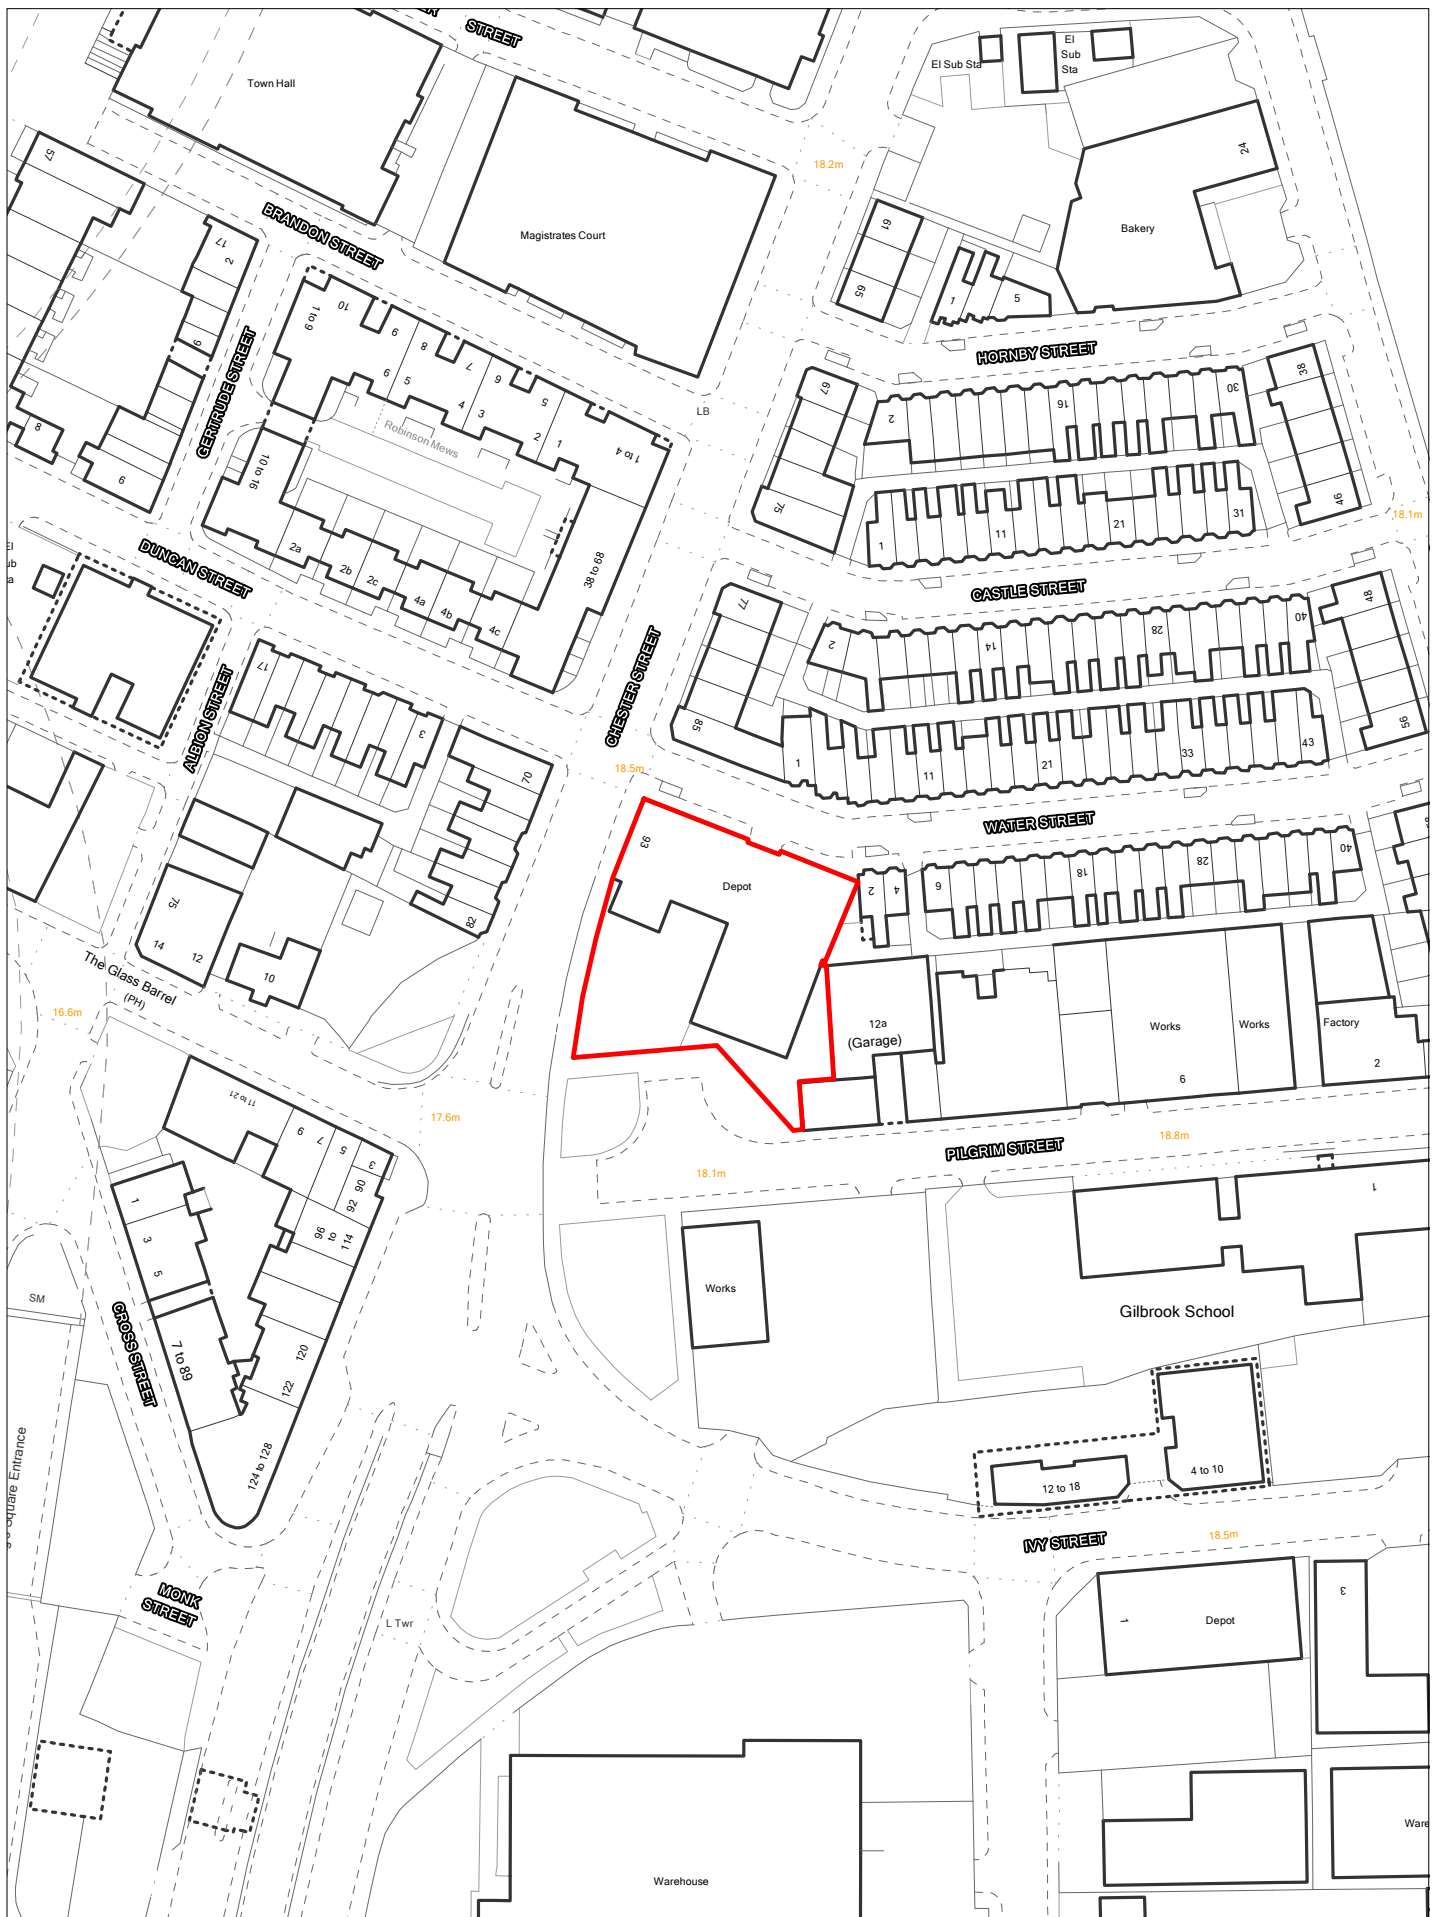 STREET
Town Hall
El Sub Sta
El
Sub
Sta
18.2m
24
57
BRANDON STREET
Magistrates Court
61
65
Bakery
17
2
9
1
5
1 to 9
10
9
8
7
6
5
6
5
4
3
2
1
1 to 4
GERTRUDE STREET
Robinson Mews
LB
HORNBY STREET
67
75
2
16
30
38
46
8
9
10 to 16
1
11
21
31
18.1m
DUNCAN STREET
2a
2b
2c
4a
4b
4c
38 to 68
El
ub
a
CASTLE STREET
77
85
2
14
28
40
48
56
ALBION STREET
17
3
CHESTER STREET
18.5m
70
82
1
11
21
33
43
WATER STREET
93
Depot
2
4
6
18
28
40
75
14
12
10
The Glass Barrel
(PH)
16.6m
12a
(Garage)
Works
Works
6
Factory
2
17.6m
11 to 21
9
7
5
3
90
92
96
to
114
PILGRIM STREET
18.8m
18.1m
1
3
5
1
SM
Works
Gilbrook School
CROSS STREET
7 to 89
120
122
124 to 128
Square Entrance
12 to 18
4 to 10
IVY STREET
18.5m
MONK
STREET
L Twr
1
Depot
3
Warehouse
Ware